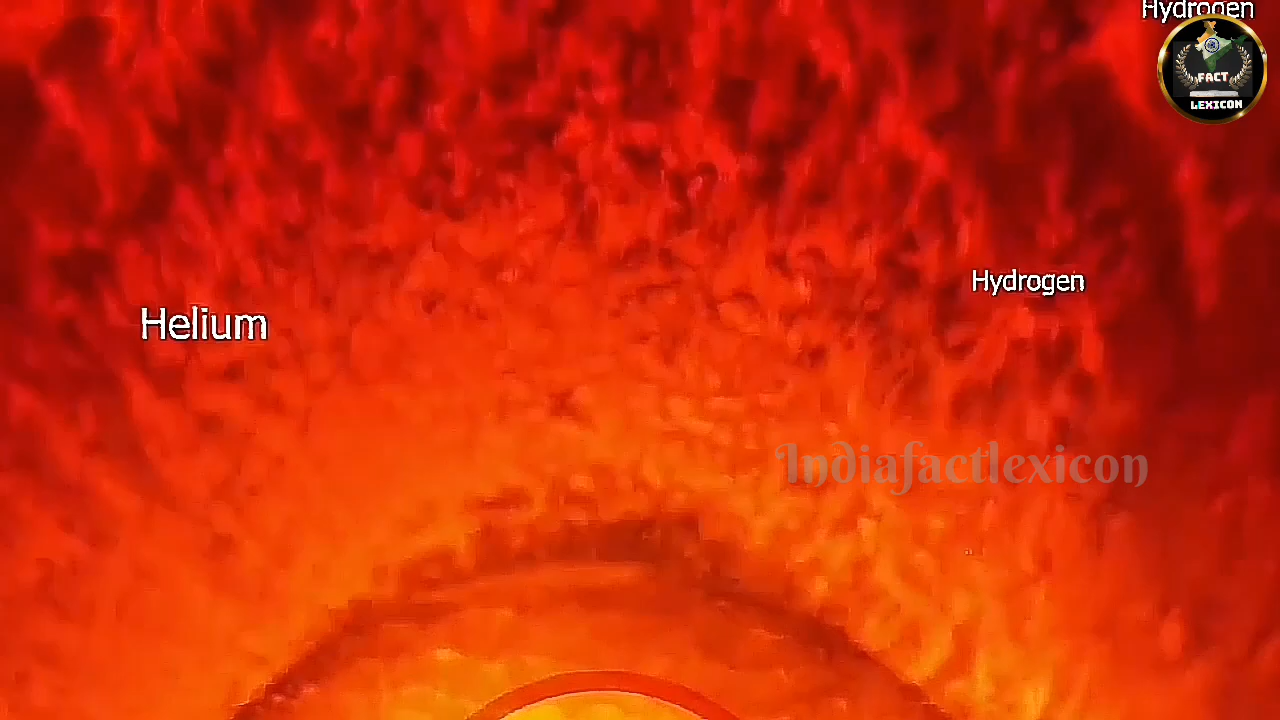 Hydrogen
FACT
LEXICON
Hydrogen
Helium
Indiafactlexicon